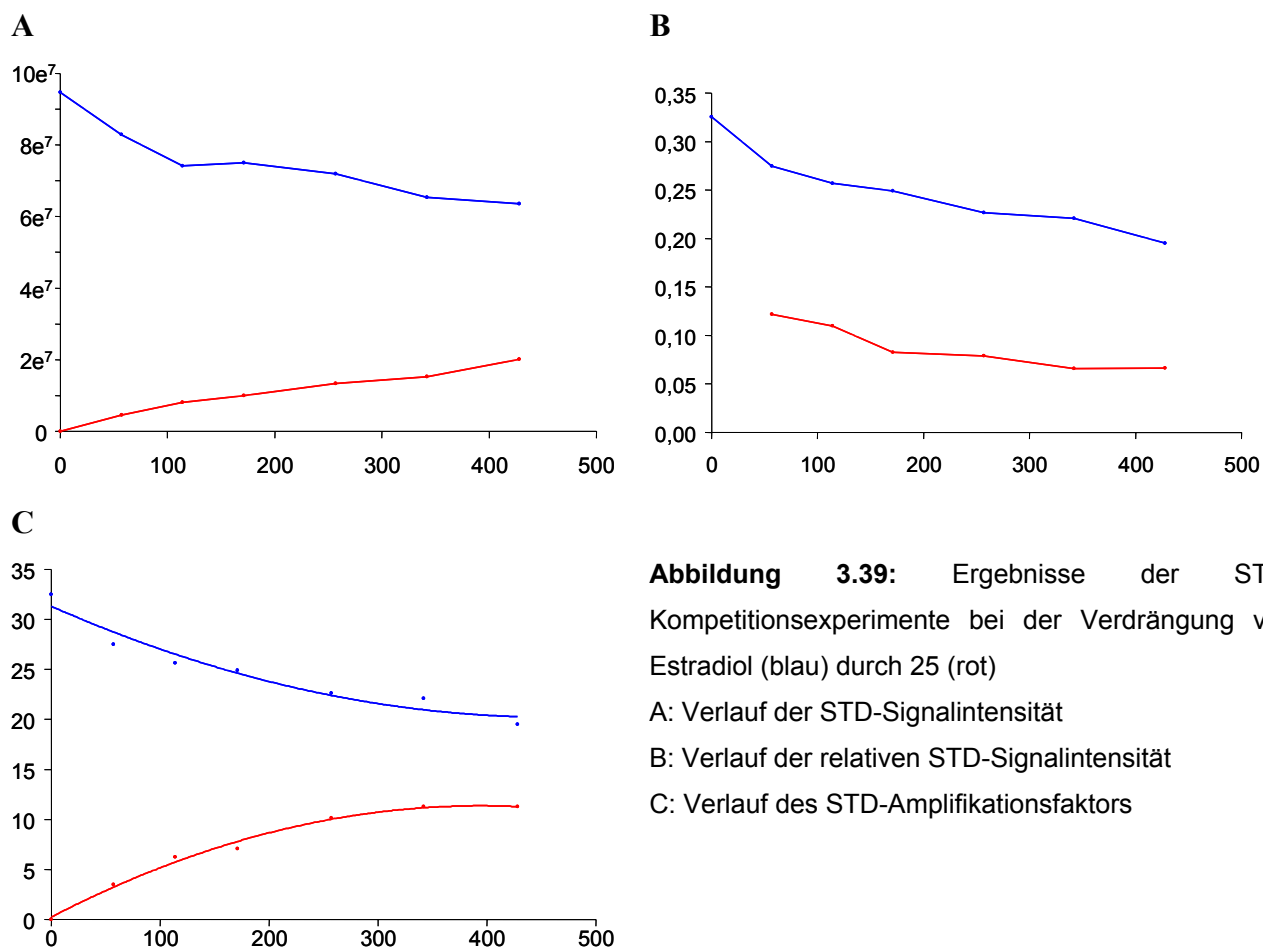 A
10e⁷
8e⁷
6e⁷
4e⁷
2e⁷
0
0 100 200 300 400 500
B
0,35
0,30
0,25
0,20
0,15
0,10
0,05
0,00
0 100 200 300 400 500
C
35
30
25
20
15
10
5
0
0 100 200 300 400 500
Abbildung 3.39: Ergebnisse der
Kompetitionsexperimente bei der Verdrängung
Estradiol (blau) durch 25 (rot)
A: Verlauf der STD-Signalintensität
B: Verlauf der relativen STD-Signalintensität
C: Verlauf des STD-Amplifikationsfaktors